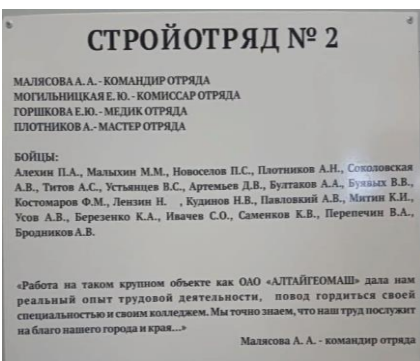 СТРОЙОТРЯД № 2
МАЛЯСОВА А. А. - КОМАНДИР ОТРЯДА
МОГИЛЬНИЦКАЯ Е. Ю. - КОМИССАР ОТРЯДА
ГОРШКОВА Е.Ю. - МЕДИК ОТРЯДА
ПЛОТНИКОВ А.- МАСТЕР ОТРЯДА
БОЙЦЫ:
Алехин П.А., Малыхин М.М., Новоселов П.С., Плотников А.Н., Соколовская
А.В., Титов А.С., Устьянцев В.С., Артемьев Д.В., Бултаков А.А., Буявых В.В.,
Костомаров Ф.М., Лензин Н. , Кудинов Н.В., Павловкий А.В., Митин К.И.,
Усов А.В., Березенко К.А., Ивачев С.О., Саменков К.В., Перепечин В.А.,
Бродников А.В.
«Работа на таком крупном объекте как ОАО «АЛТАЙГЕОМАШ» дала нам
реальный опыт трудовой деятельности, повод гордиться своей
специальностью и своим колледжем. Мы точно знаем, что наш труд послужит
на благо нашего города и края...»
Малясова А. А. - командир отряда